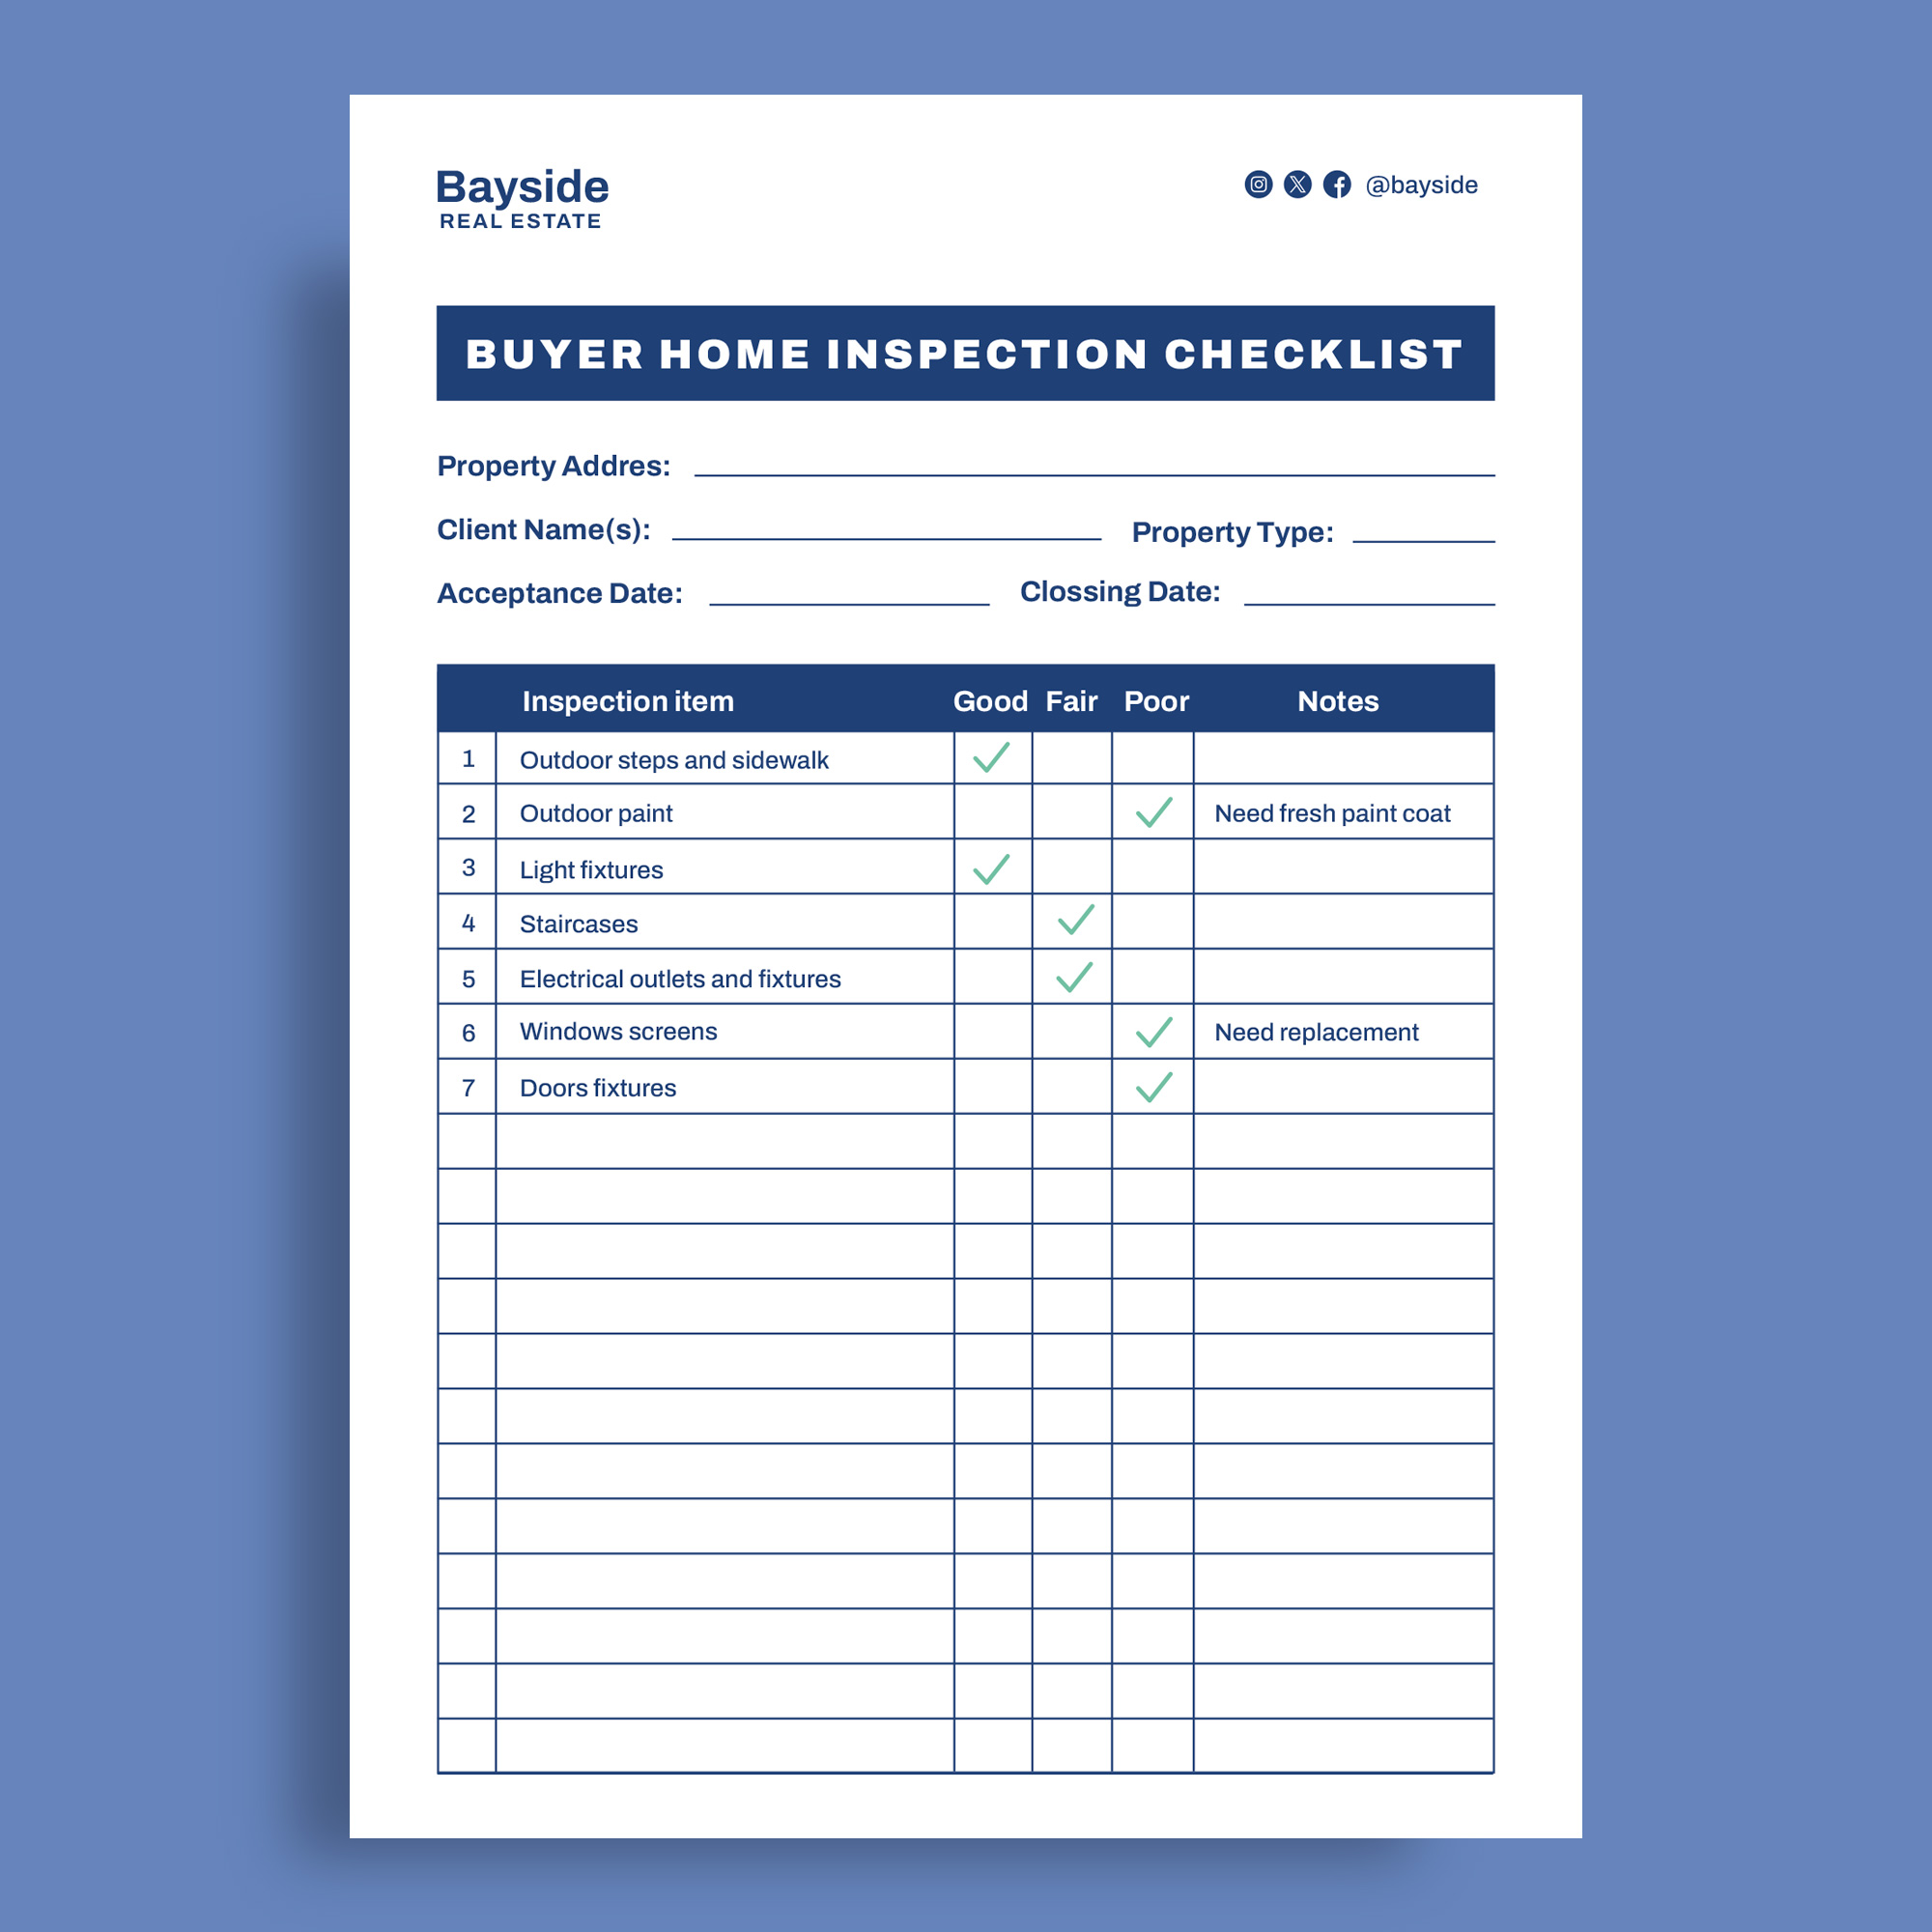 Bayside
REAL ESTATE
@bayside
BUYER HOME INSPECTION CHECKLIST
Property Addres:
Client Name(s): Property Type:
Acceptance Date: Clossing Date:
Inspection item Good Fair Poor Notes
1 Outdoor steps and sidewalk
2 Outdoor paint Need fresh paint coat
3 Light fixtures
4 Staircases
5 Electrical outlets and fixtures
6 Windows screens Need replacement
7 Doors fixtures